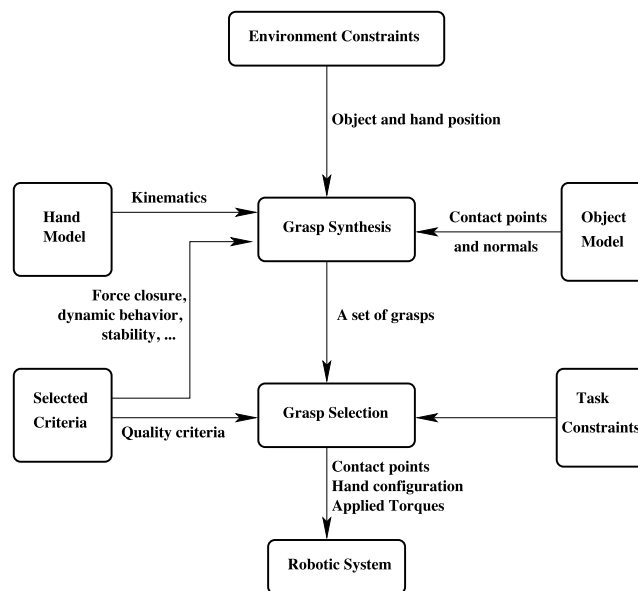 Environment Constraints
Object and hand position
Kinematics
Hand
Model
Grasp Synthesis
Contact points
and normals
Object
Model
Force closure,
dynamic behavior,
stability, ...
A set of grasps
Selected
Criteria
Quality criteria
Grasp Selection
Task
Constraints
Contact points
Hand configuration
Applied Torques
Robotic System